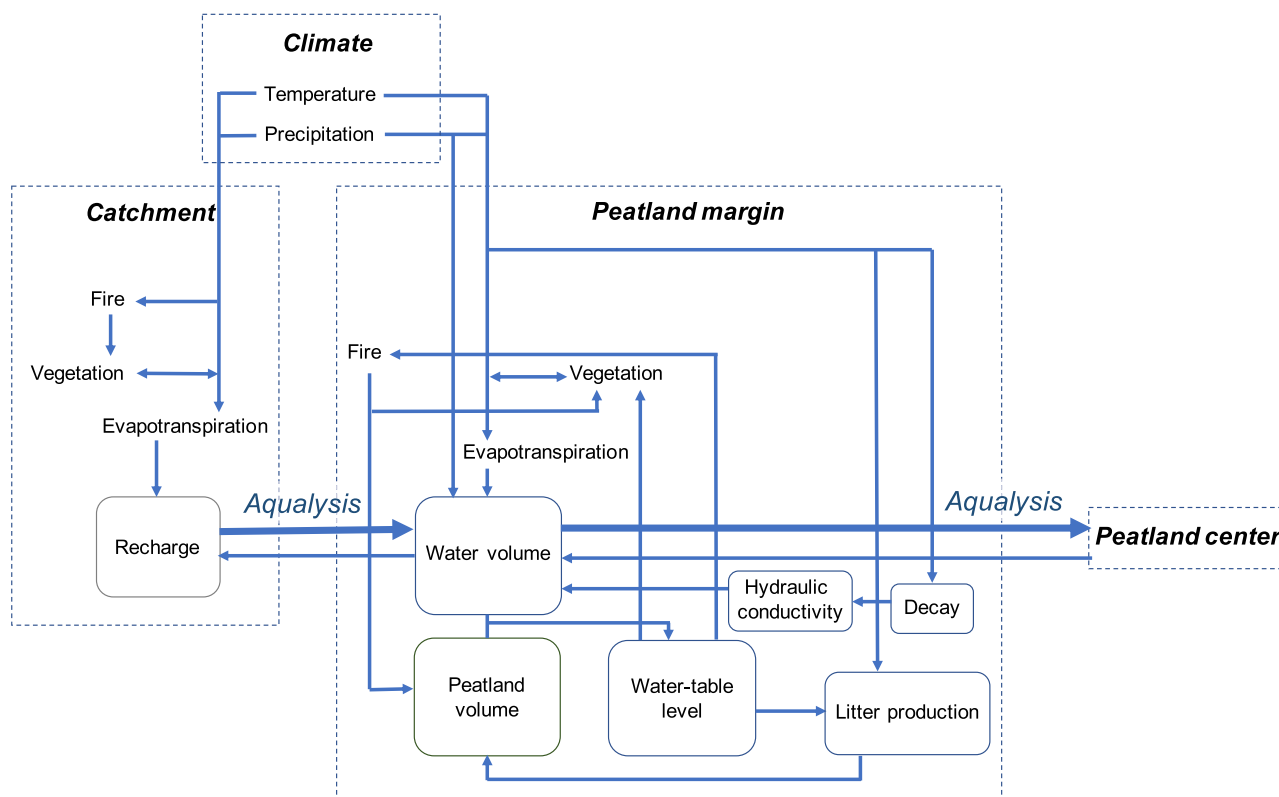 Climate
Temperature
Precipitation
Catchment
Peatland margin
Fire
Vegetation
Evapotranspiration
Fire
Vegetation
Evapotranspiration
Aqualysis
Aqualysis
Recharge
Water volume
Peatland center
Hydraulic
conductivity
Decay
Peatland
volume
Water-table
level
Litter production